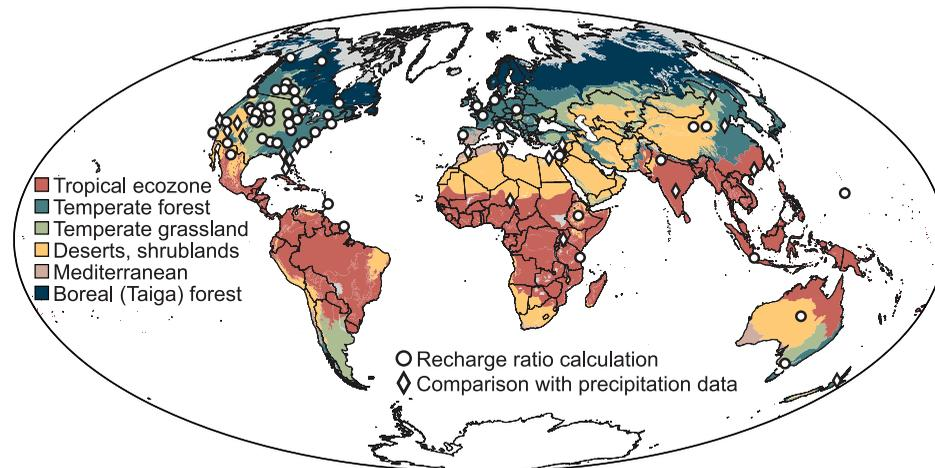 Tropical ecozone
Temperate forest
Temperate grassland
Deserts, shrublands
Mediterranean
Boreal (Taiga) forest
Recharge ratio calculation
Comparison with precipitation data